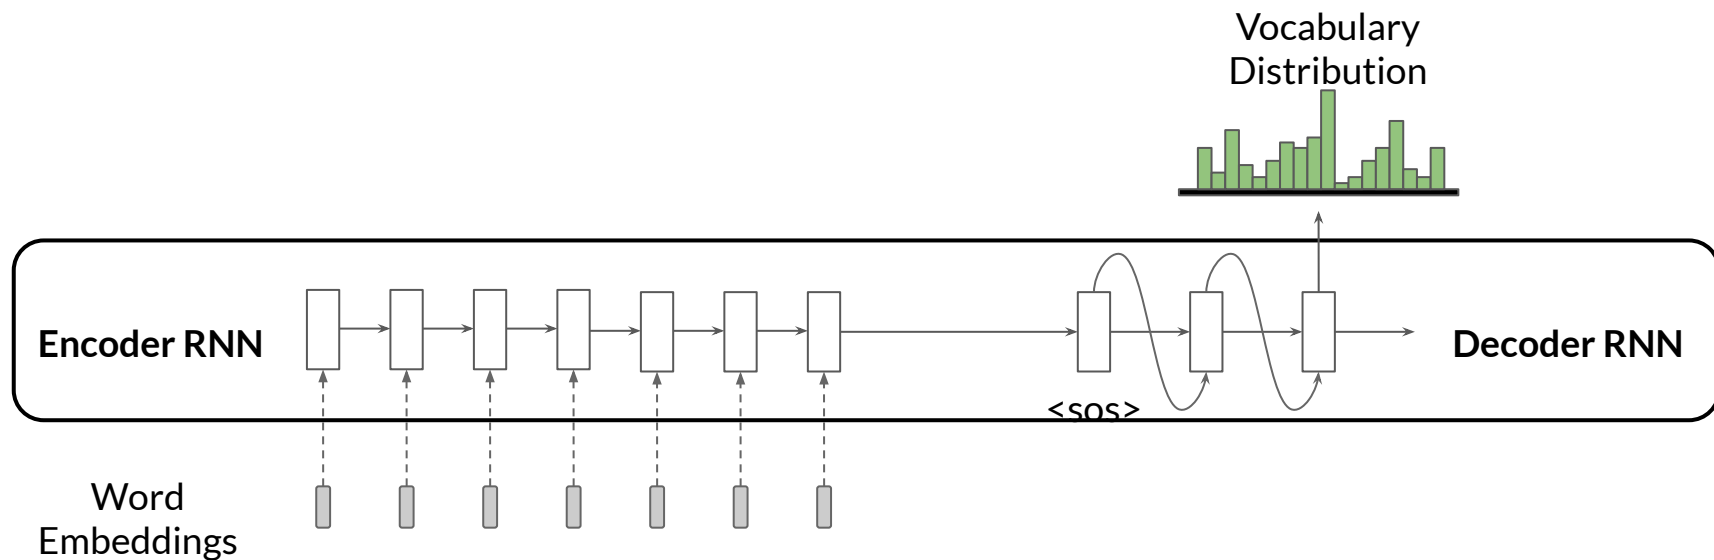 Vocabulary
Distribution
Encoder RNN
Decoder RNN
<sos>
Word
Embeddings